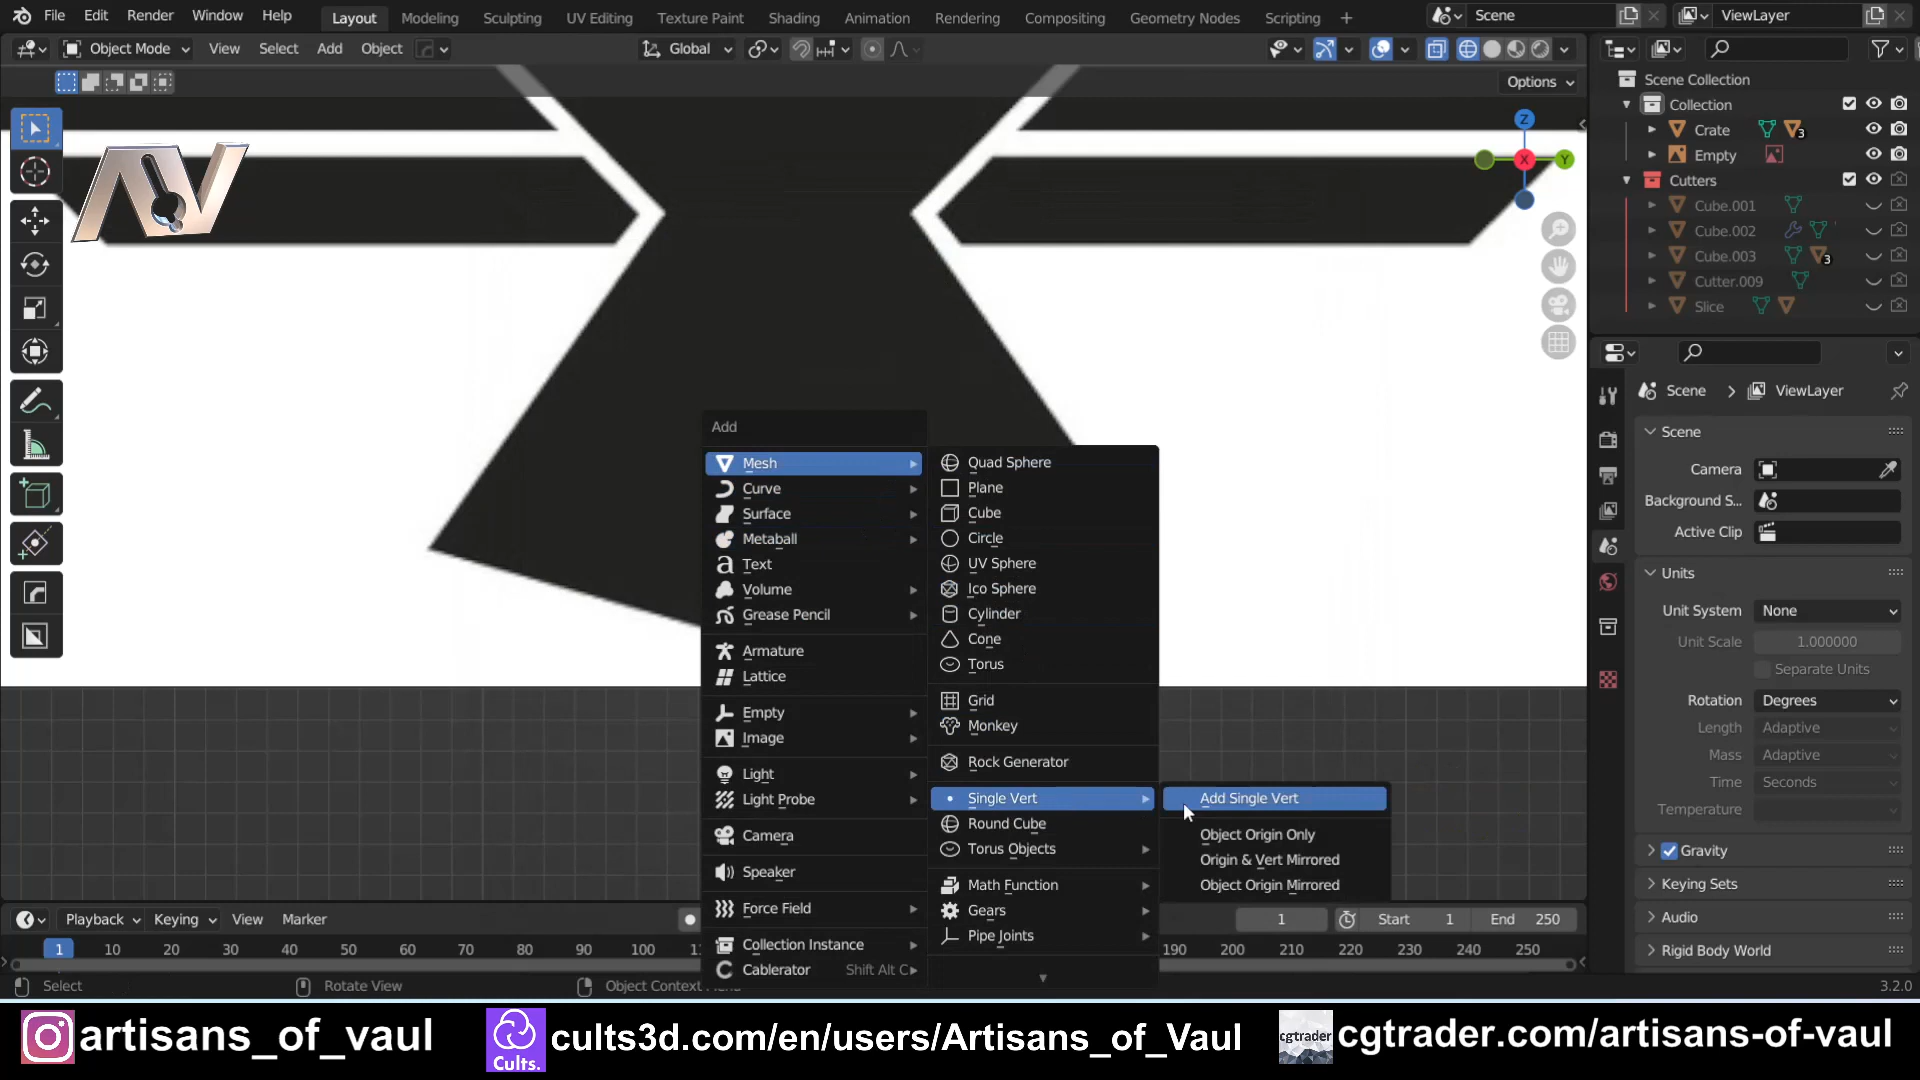 File Edit Render Window Help
Layout Modeling Sculpting UV Editing Texture Paint Shading Animation Rendering Compositing Geometry Nodes Scripting +
Scene ViewLayer
Object Mode View Select Add Object Global
Options
Scene Collection
Collection
Crate 3
Empty
Cutters
Cube.001
Cube.002
Cube.003 3
Cutter.009
Slice
Z
X Y
AV
Scene > ViewLayer
Scene
Camera
Background S...
Active Clip
Units
Unit System None
Unit Scale 1.000000
Separate Units
Rotation Degrees
Length Adaptive
Mass Adaptive
Time Seconds
Temperature
Gravity
Keying Sets
Audio
Rigid Body World
Add
Mesh
Curve
Surface
Metaball
Text
Volume
Grease Pencil
Armature
Lattice
Empty
Image
Light
Light Probe
Camera
Speaker
Force Field
Collection Instance
Cablerator Shift Alt C
Quad Sphere
Plane
Cube
Circle
UV Sphere
Ico Sphere
Cylinder
Cone
Torus
Grid
Monkey
Rock Generator
Single Vert
Round Cube
Torus Objects
Math Function
Gears
Pipe Joints
Add Single Vert
Object Origin Only
Origin & Vert Mirrored
Object Origin Mirrored
Playback Keying View Marker 1 Start 1 End 250
1 10 20 30 40 50 60 70 80 90 100 190 200 210 220 230 240 250
Select Rotate View Object Context 3.2.0
artisans_of_vaul Cults. cults3d.com/en/users/Artisans_of_Vaul cgtrader cgtrader.com/artisans-of-vaul